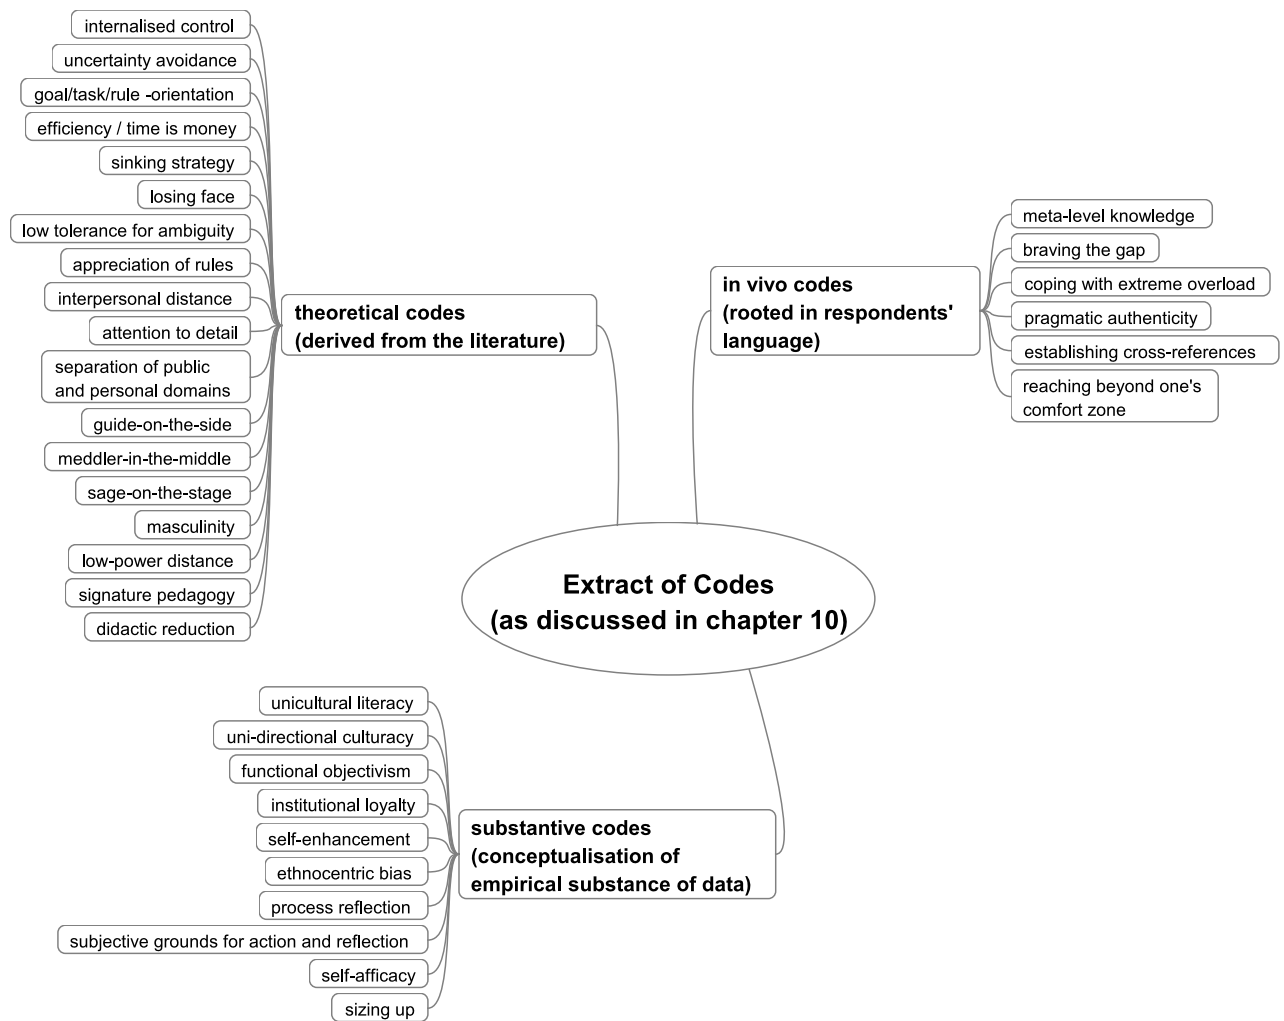 internalised control
uncertainty avoidance
goal/task/rule -orientation
efficiency / time is money
sinking strategy
losing face
low tolerance for ambiguity
appreciation of rules
interpersonal distance
attention to detail
separation of public
and personal domains
guide-on-the-side
meddler-in-the-middle
sage-on-the-stage
masculinity
low-power distance
signature pedagogy
didactic reduction
theoretical codes
(derived from the literature)
in vivo codes
(rooted in respondents'
language)
meta-level knowledge
braving the gap
coping with extreme overload
pragmatic authenticity
establishing cross-references
reaching beyond one's
comfort zone
Extract of Codes
(as discussed in chapter 10)
unicultural literacy
uni-directional culturacy
functional objectivism
institutional loyalty
self-enhancement
ethnocentric bias
process reflection
subjective grounds for action and reflection
self-afficacy
sizing up
substantive codes
(conceptualisation of
empirical substance of data)